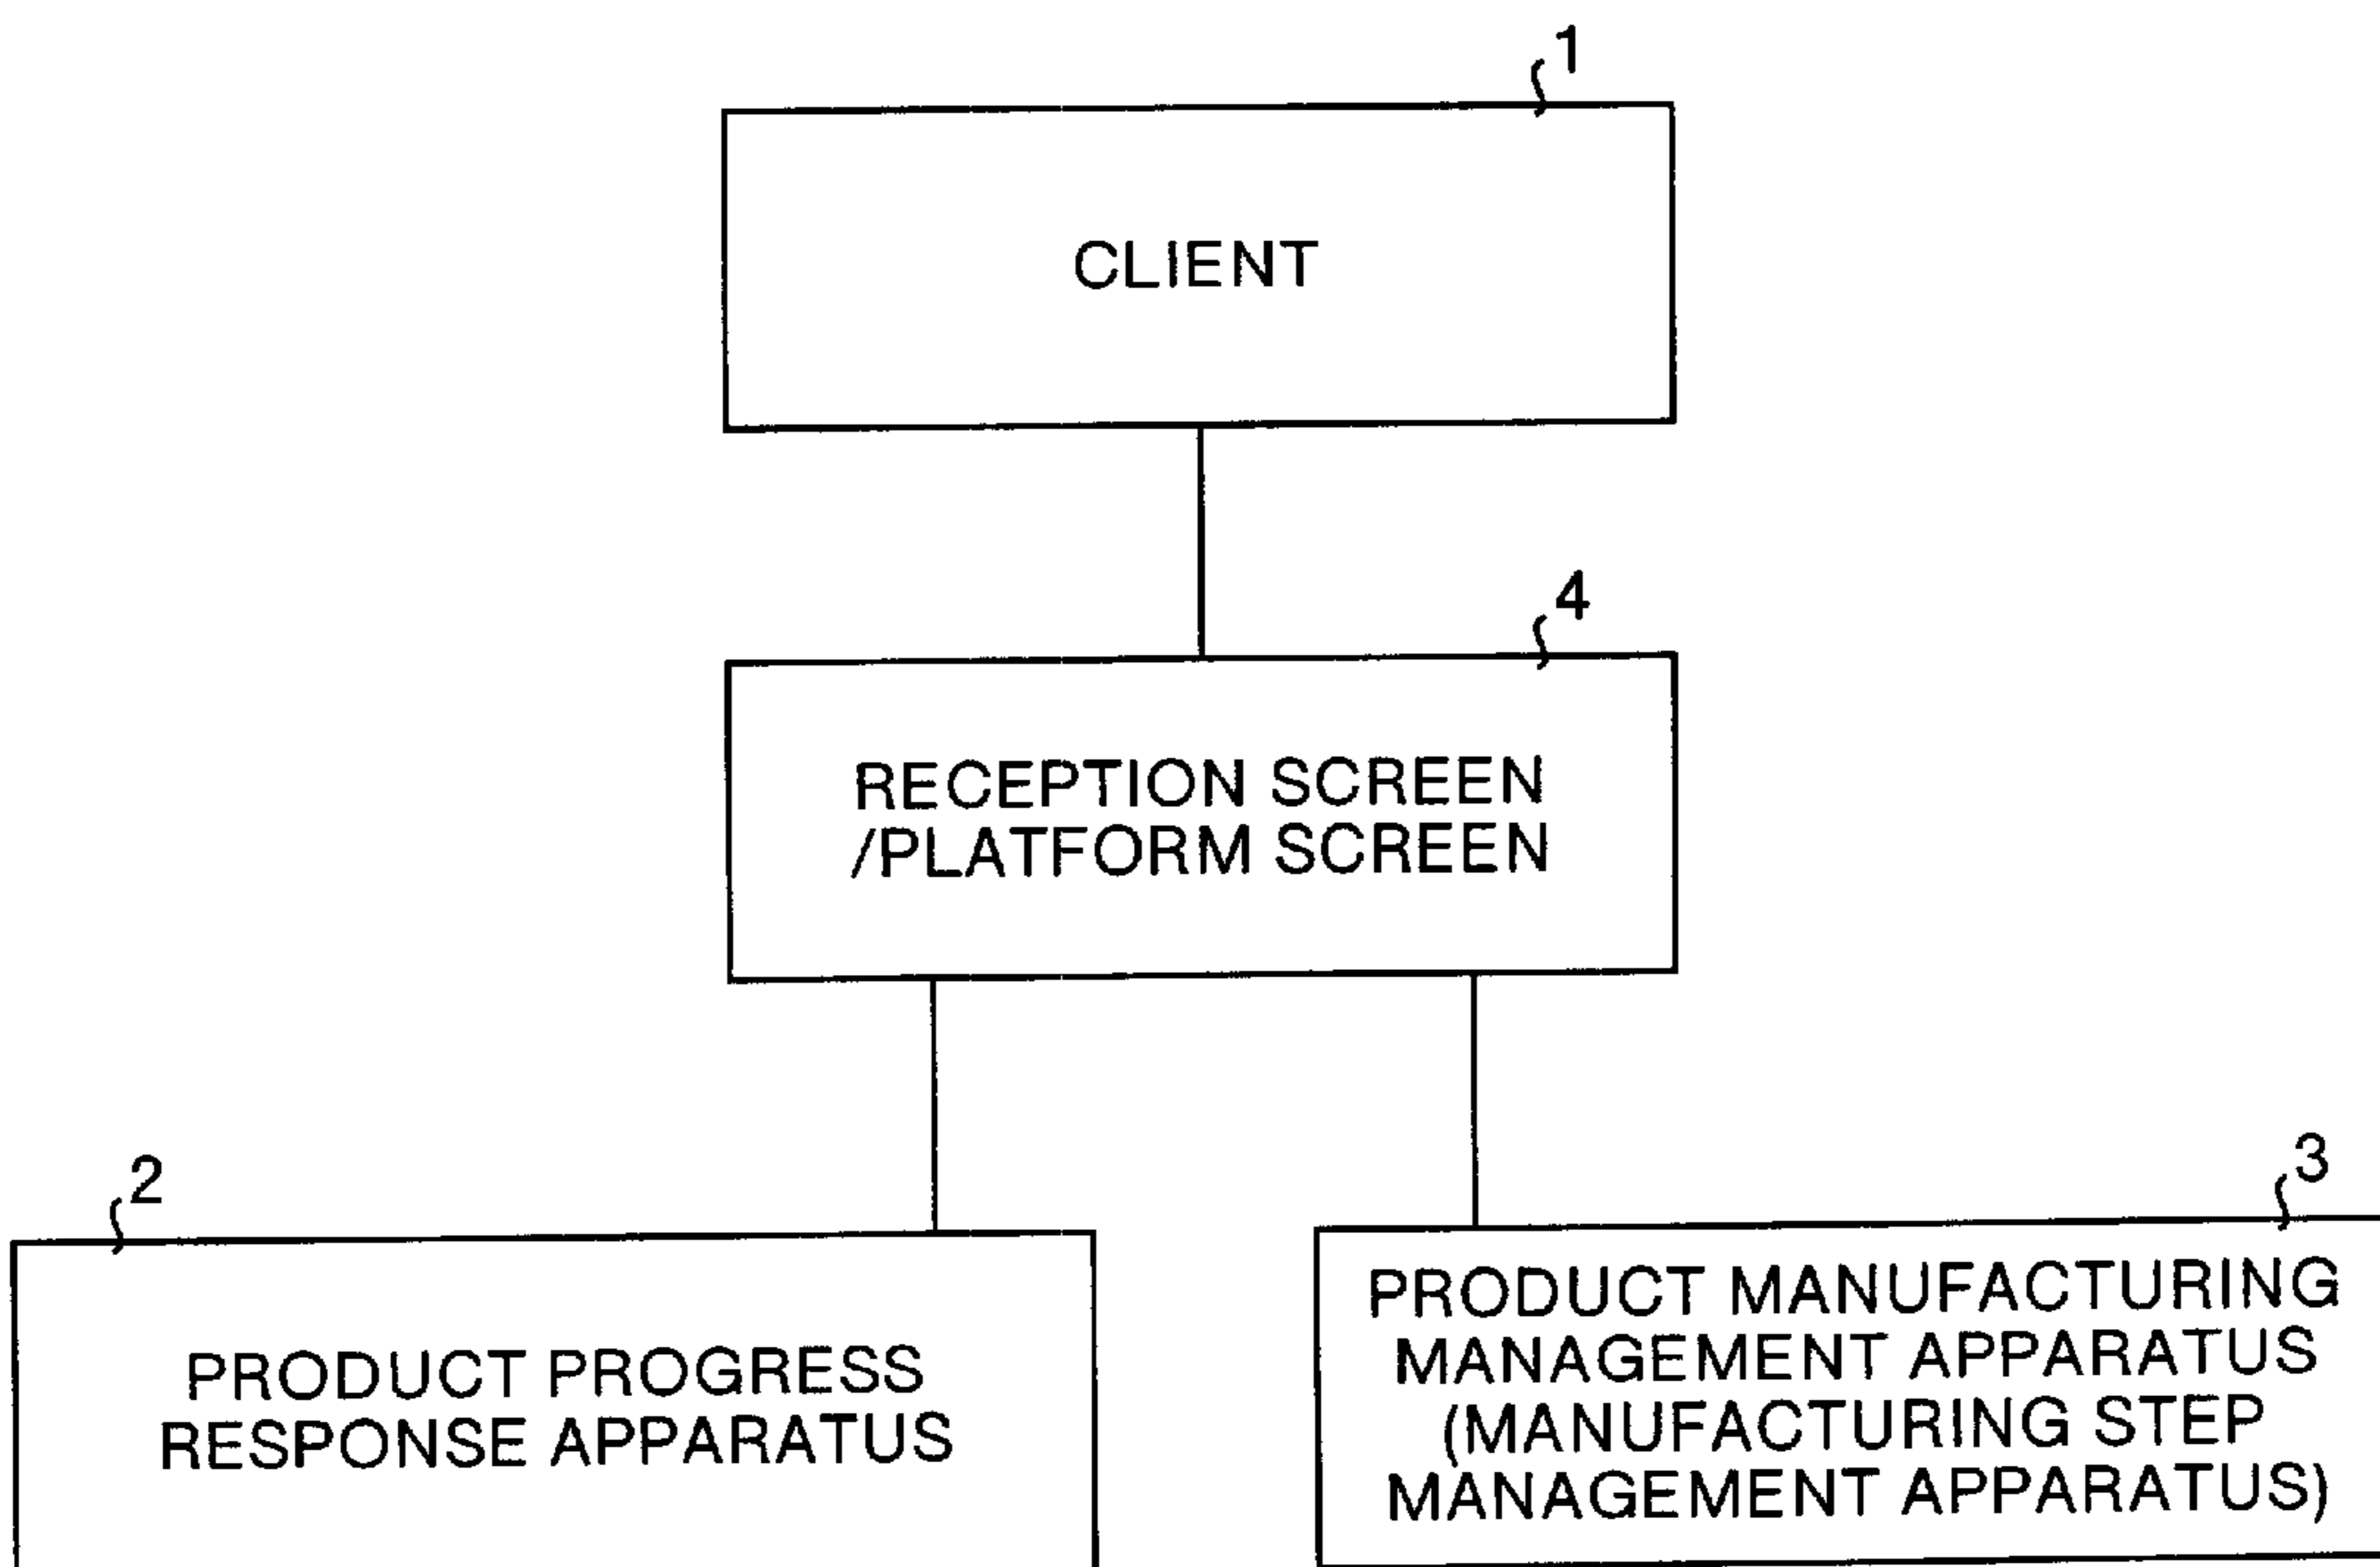 1
CLIENT
4
RECEPTION SCREEN
/PLATFORM SCREEN
2
PRODUCT PROGRESS
RESPONSE APPARATUS
3
PRODUCT MANUFACTURING
MANAGEMENT APPARATUS
(MANUFACTURING STEP
MANAGEMENT APPARATUS)